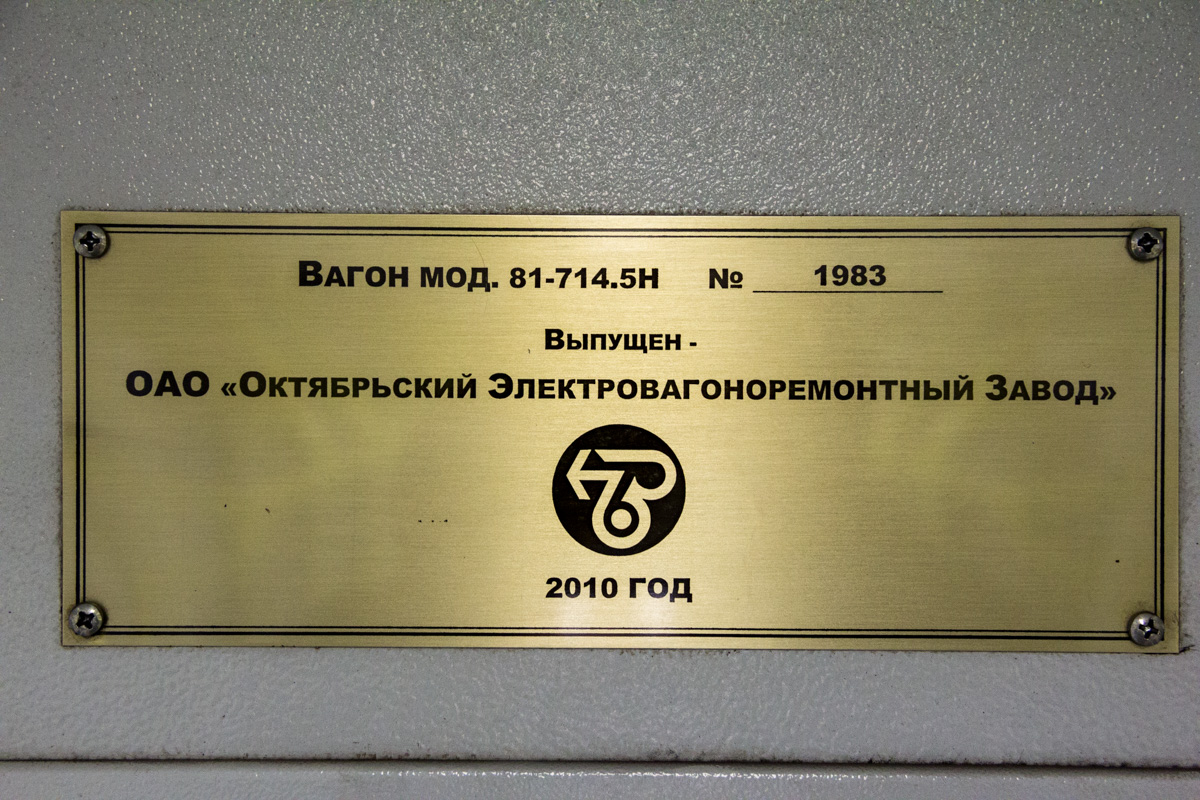 Вагон мод. 81-714.5Н № 1983
Выпущен -
ОАО «Октябрьский Электровагоноремонтный Завод»
2010 год